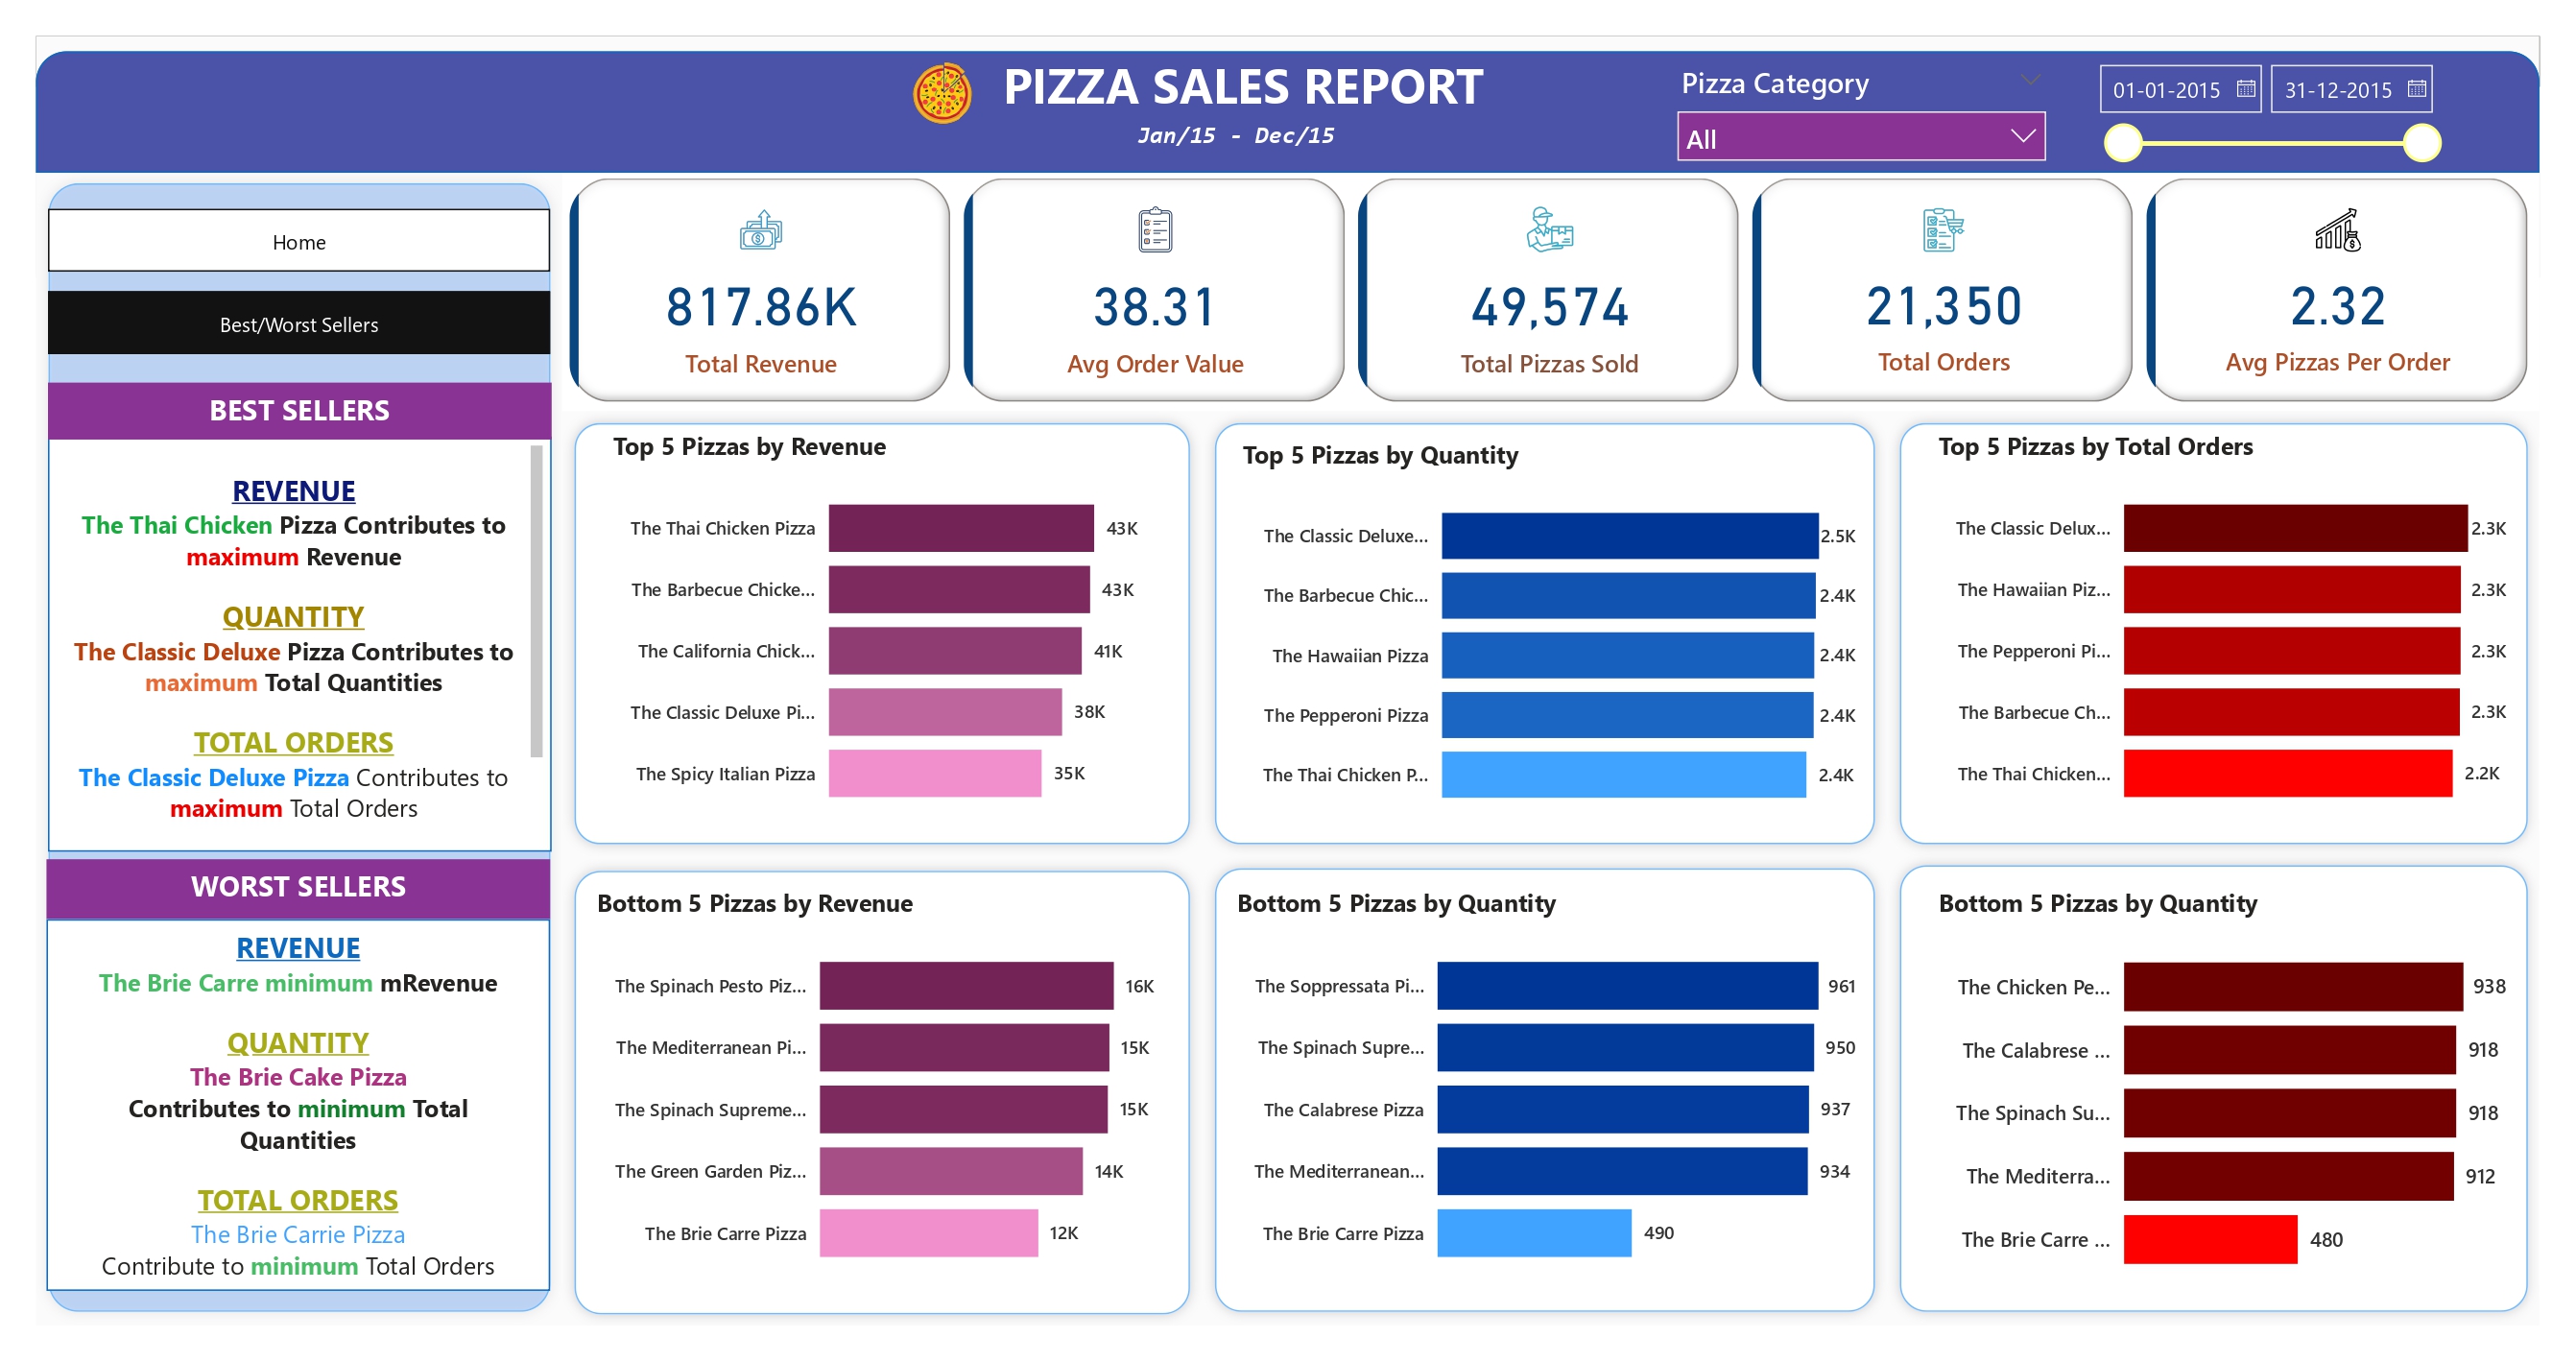 PIZZA SALES REPORT
Jan/15 - Dec/15
Pizza Category
All
01-01-2015
31-12-2015
Home
Best/Worst Sellers
BEST SELLERS
REVENUE
The Thai Chicken Pizza Contributes to
maximum Revenue
QUANTITY
The Classic Deluxe Pizza Contributes to
maximum Total Quantities
TOTAL ORDERS
The Classic Deluxe Pizza Contributes to
maximum Total Orders
WORST SELLERS
REVENUE
The Brie Carre minimum mRevenue
QUANTITY
The Brie Cake Pizza
Contributes to minimum Total
Quantities
TOTAL ORDERS
The Brie Carrie Pizza
Contribute to minimum Total Orders
817.86K
Total Revenue
38.31
Avg Order Value
49,574
Total Pizzas Sold
21,350
Total Orders
2.32
Avg Pizzas Per Order
Top 5 Pizzas by Revenue
The Thai Chicken Pizza 43K
The Barbecue Chicke... 43K
The California Chick... 41K
The Classic Deluxe Pi... 38K
The Spicy Italian Pizza 35K
Top 5 Pizzas by Quantity
The Classic Deluxe... 2.5K
The Barbecue Chic... 2.4K
The Hawaiian Pizza 2.4K
The Pepperoni Pizza 2.4K
The Thai Chicken P... 2.4K
Top 5 Pizzas by Total Orders
The Classic Delux... 2.3K
The Hawaiian Piz... 2.3K
The Pepperoni Pi... 2.3K
The Barbecue Ch... 2.3K
The Thai Chicken... 2.2K
Bottom 5 Pizzas by Revenue
The Spinach Pesto Piz... 16K
The Mediterranean Pi... 15K
The Spinach Supreme... 15K
The Green Garden Piz... 14K
The Brie Carre Pizza 12K
Bottom 5 Pizzas by Quantity
The Soppressata Pi... 961
The Spinach Supre... 950
The Calabrese Pizza 937
The Mediterranean... 934
The Brie Carre Pizza 490
Bottom 5 Pizzas by Quantity
The Chicken Pe... 938
The Calabrese ... 918
The Spinach Su... 918
The Mediterra... 912
The Brie Carre ... 480